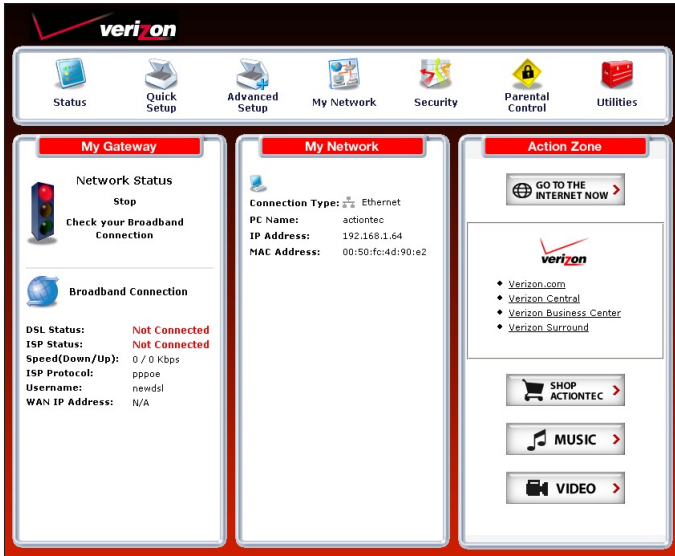 verizon
Status
Quick Setup
Advanced Setup
My Network
Security
Parental Control
Utilities
My Gateway
Network Status
Stop
Check your Broadband
Connection
Broadband Connection
DSL Status: Not Connected
ISP Status: Not Connected
Speed(Down/Up): 0 / 0 Kbps
ISP Protocol: pppoe
Username: newdsl
WAN IP Address: N/A
My Network
Connection Type: Ethernet
PC Name: actiontec
IP Address: 192.168.1.64
MAC Address: 00:50:fc:4d:90:e2
Action Zone
GO TO THE
INTERNET NOW
verizon
Verizon.com
Verizon Central
Verizon Business Center
Verizon Surround
SHOP
ACTIONTEC
MUSIC
VIDEO